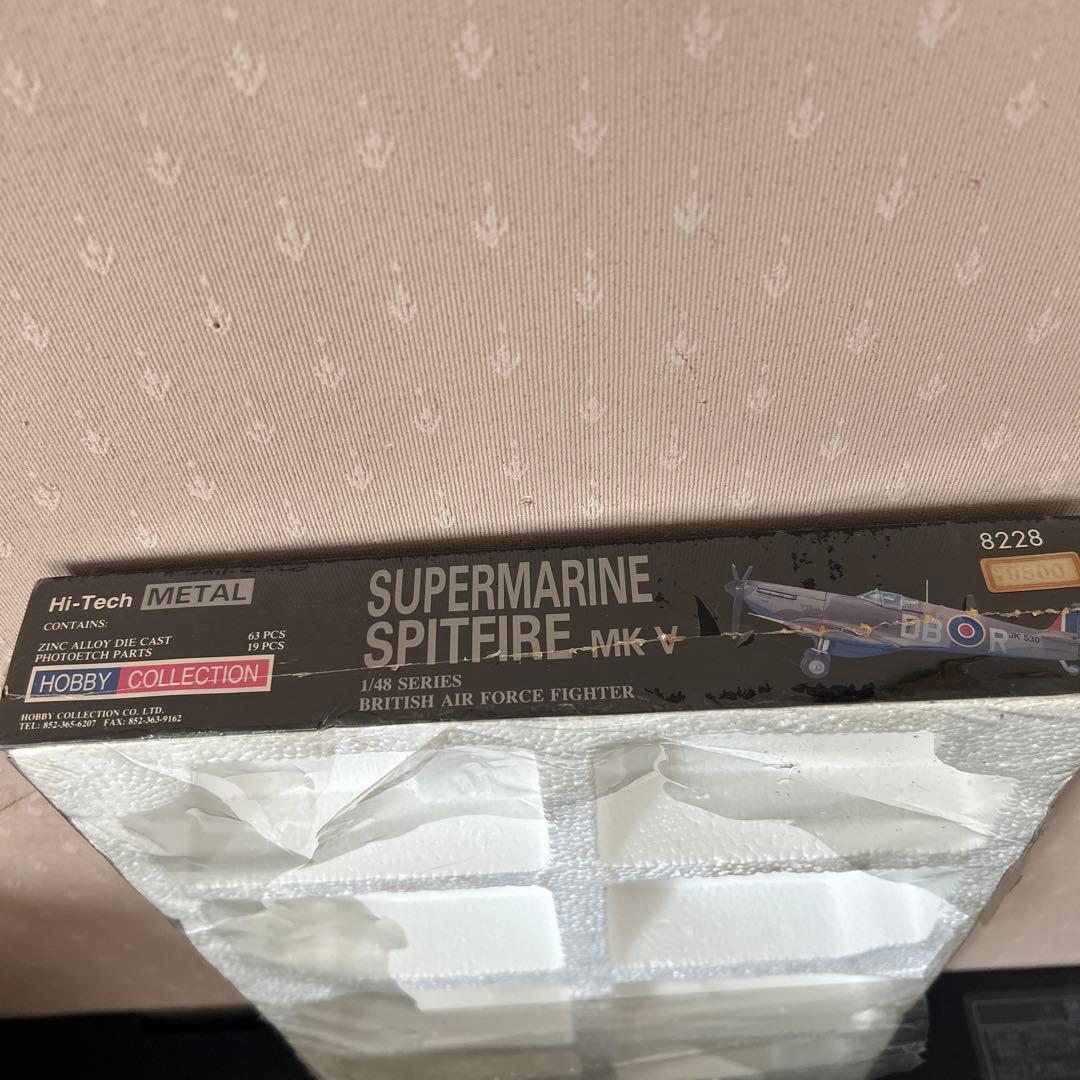 Hi-Tech METAL
CONTAINS:
ZINC ALLOY DIE CAST 63 PCS
PHOTOETCH PARTS 19 PCS
HOBBY COLLECTION
HOBBY COLLECTION CO. LTD.
TEL: 852-365-6207 FAX: 852-363-9162
SUPERMARINE
SPITFIRE MK V
1/48 SERIES
BRITISH AIR FORCE FIGHTER
8228
DB R JK 530